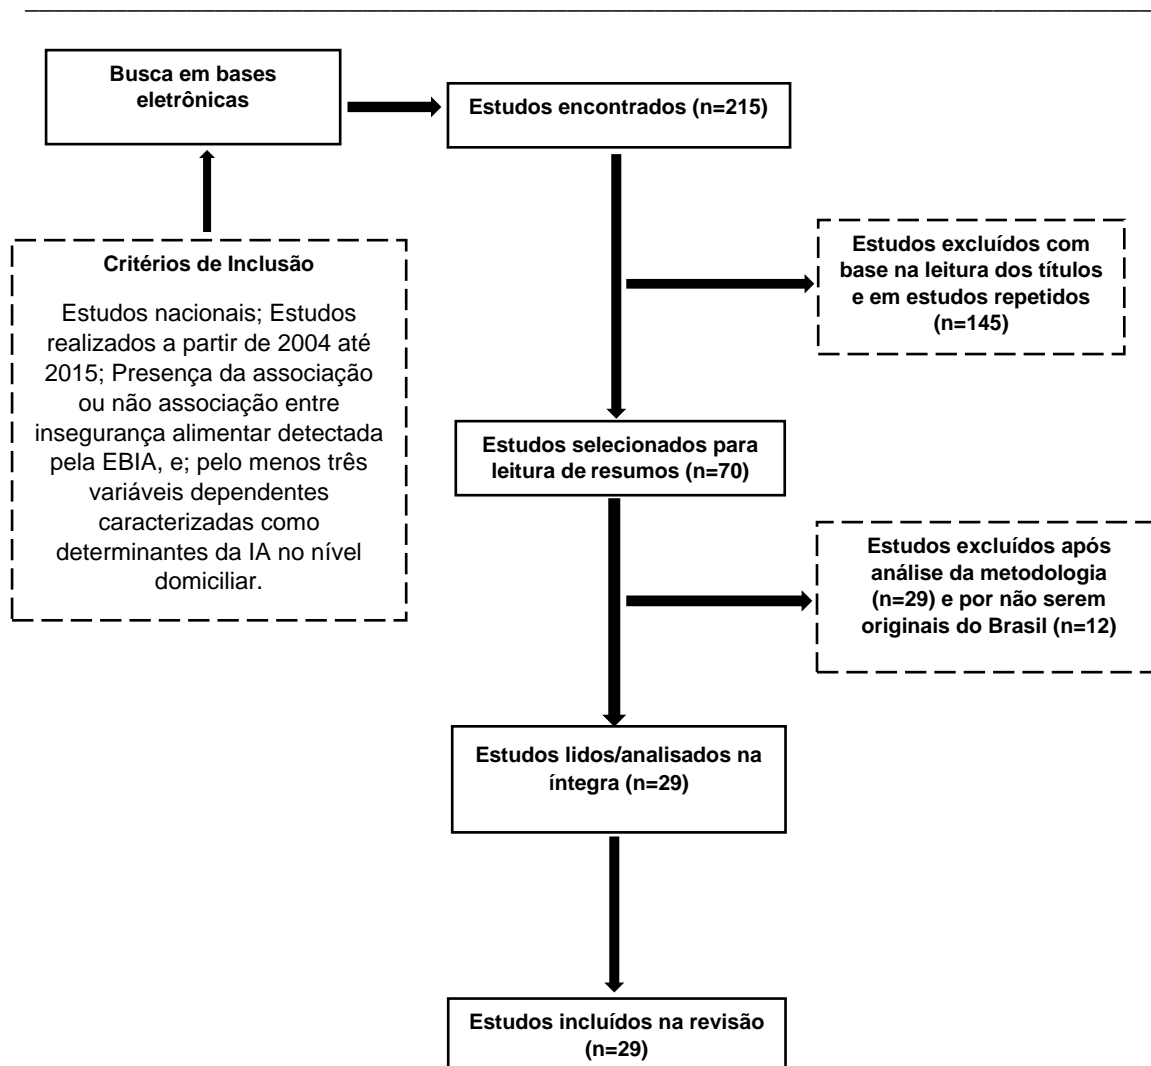 Busca em bases
eletrônicas
Estudos encontrados (n=215)
Critérios de Inclusão
Estudos nacionais; Estudos
realizados a partir de 2004 até
2015; Presença da associação
ou não associação entre
insegurança alimentar detectada
pela EBIA, e; pelo menos três
variáveis dependentes
caracterizadas como
determinantes da IA no nível
domiciliar.
Estudos excluídos com
base na leitura dos títulos
e em estudos repetidos
(n=145)
Estudos selecionados para
leitura de resumos (n=70)
Estudos excluídos após
análise da metodologia
(n=29) e por não serem
originais do Brasil (n=12)
Estudos lidos/analisados na
íntegra (n=29)
Estudos incluídos na revisão
(n=29)